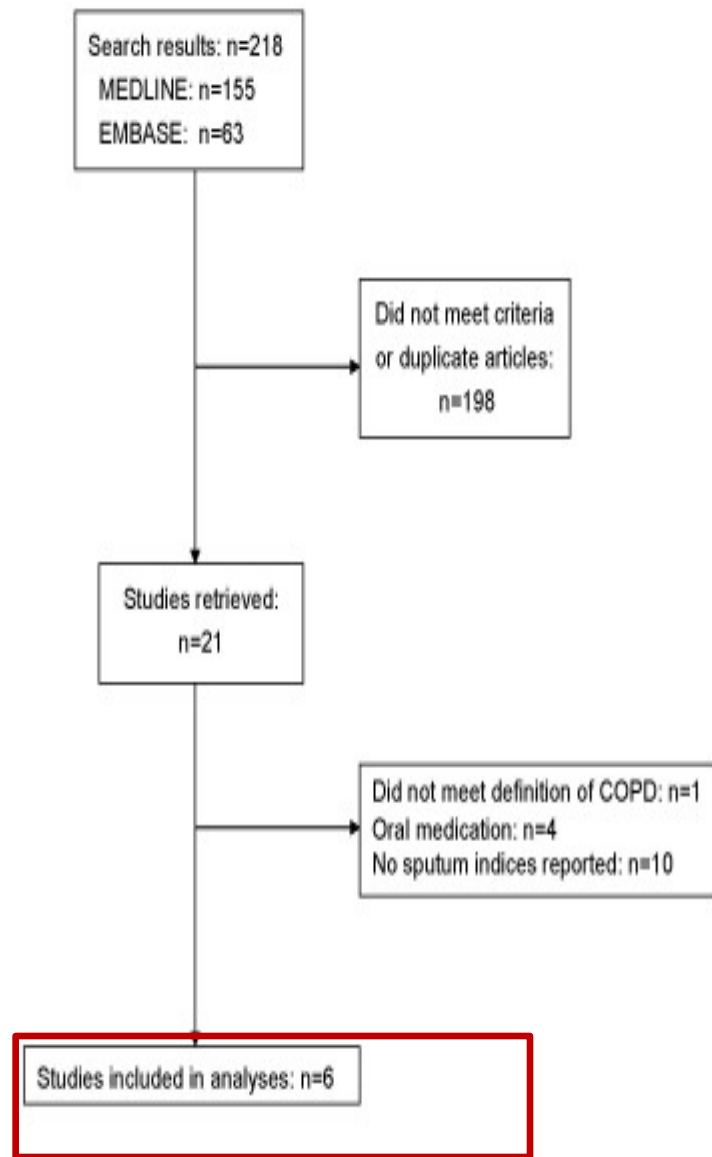 Search results: n=218
MEDLINE: n=155
EMBASE: n=63
Did not meet criteria
or duplicate articles:
n=198
Studies retrieved:
n=21
Did not meet definition of COPD: n=1
Oral medication: n=4
No sputum indices reported: n=10
Studies included in analyses: n=6